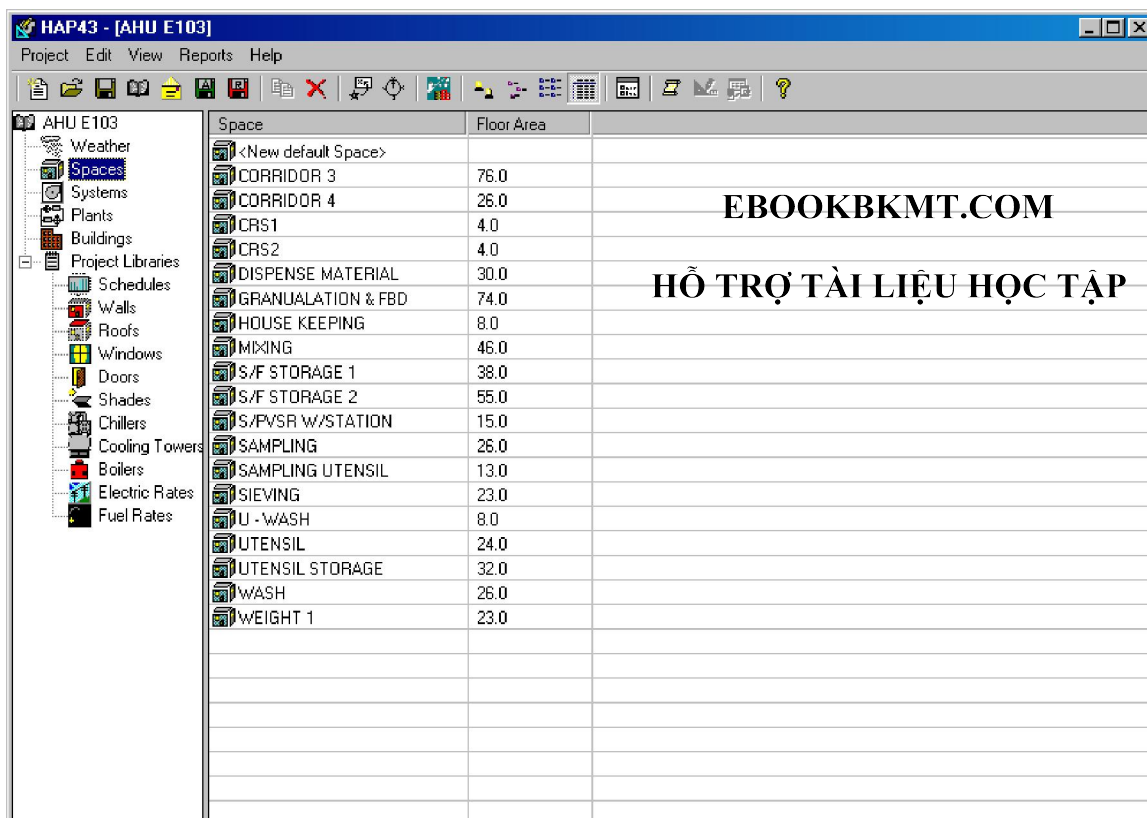 HAP43 - [AHU E103]
Project Edit View Reports Help
AHU E103
Weather
Spaces
Systems
Plants
Buildings
Project Libraries
Schedules
Walls
Roofs
Windows
Doors
Shades
Chillers
Cooling Towers
Boilers
Electric Rates
Fuel Rates
Space Floor Area
<New default Space>
CORRIDOR 3 76.0
CORRIDOR 4 26.0
CRS1 4.0
CRS2 4.0
DISPENSE MATERIAL 30.0
GRANUALATION & FBD 74.0
HOUSE KEEPING 8.0
MIXING 46.0
S/F STORAGE 1 38.0
S/F STORAGE 2 55.0
S/PVSR W/STATION 15.0
SAMPLING 26.0
SAMPLING UTENSIL 13.0
SIEVING 23.0
U - WASH 8.0
UTENSIL 24.0
UTENSIL STORAGE 32.0
WASH 26.0
WEIGHT 1 23.0
EBOOKBKMT.COM
HỖ TRỢ TÀI LIỆU HỌC TẬP